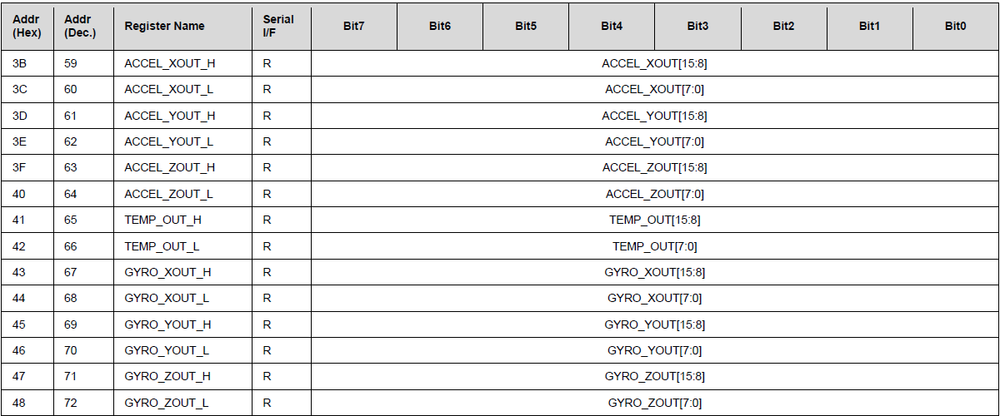 Addr (Hex) Addr (Dec.) Register Name Serial I/F Bit7 Bit6 Bit5 Bit4 Bit3 Bit2 Bit1 Bit0
3B 59 ACCEL_XOUT_H R ACCEL_XOUT[15:8]
3C 60 ACCEL_XOUT_L R ACCEL_XOUT[7:0]
3D 61 ACCEL_YOUT_H R ACCEL_YOUT[15:8]
3E 62 ACCEL_YOUT_L R ACCEL_YOUT[7:0]
3F 63 ACCEL_ZOUT_H R ACCEL_ZOUT[15:8]
40 64 ACCEL_ZOUT_L R ACCEL_ZOUT[7:0]
41 65 TEMP_OUT_H R TEMP_OUT[15:8]
42 66 TEMP_OUT_L R TEMP_OUT[7:0]
43 67 GYRO_XOUT_H R GYRO_XOUT[15:8]
44 68 GYRO_XOUT_L R GYRO_XOUT[7:0]
45 69 GYRO_YOUT_H R GYRO_YOUT[15:8]
46 70 GYRO_YOUT_L R GYRO_YOUT[7:0]
47 71 GYRO_ZOUT_H R GYRO_ZOUT[15:8]
48 72 GYRO_ZOUT_L R GYRO_ZOUT[7:0]